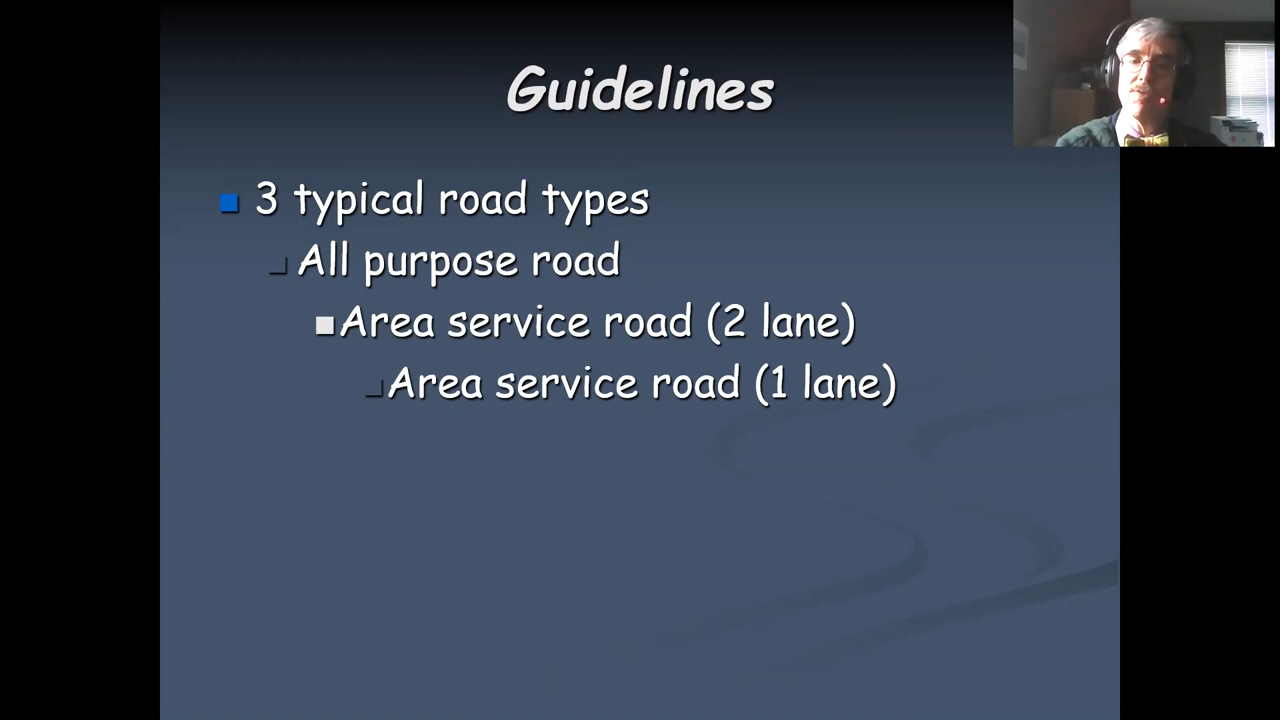 Guidelines
3 typical road types
All purpose road
Area service road (2 lane)
Area service road (1 lane)